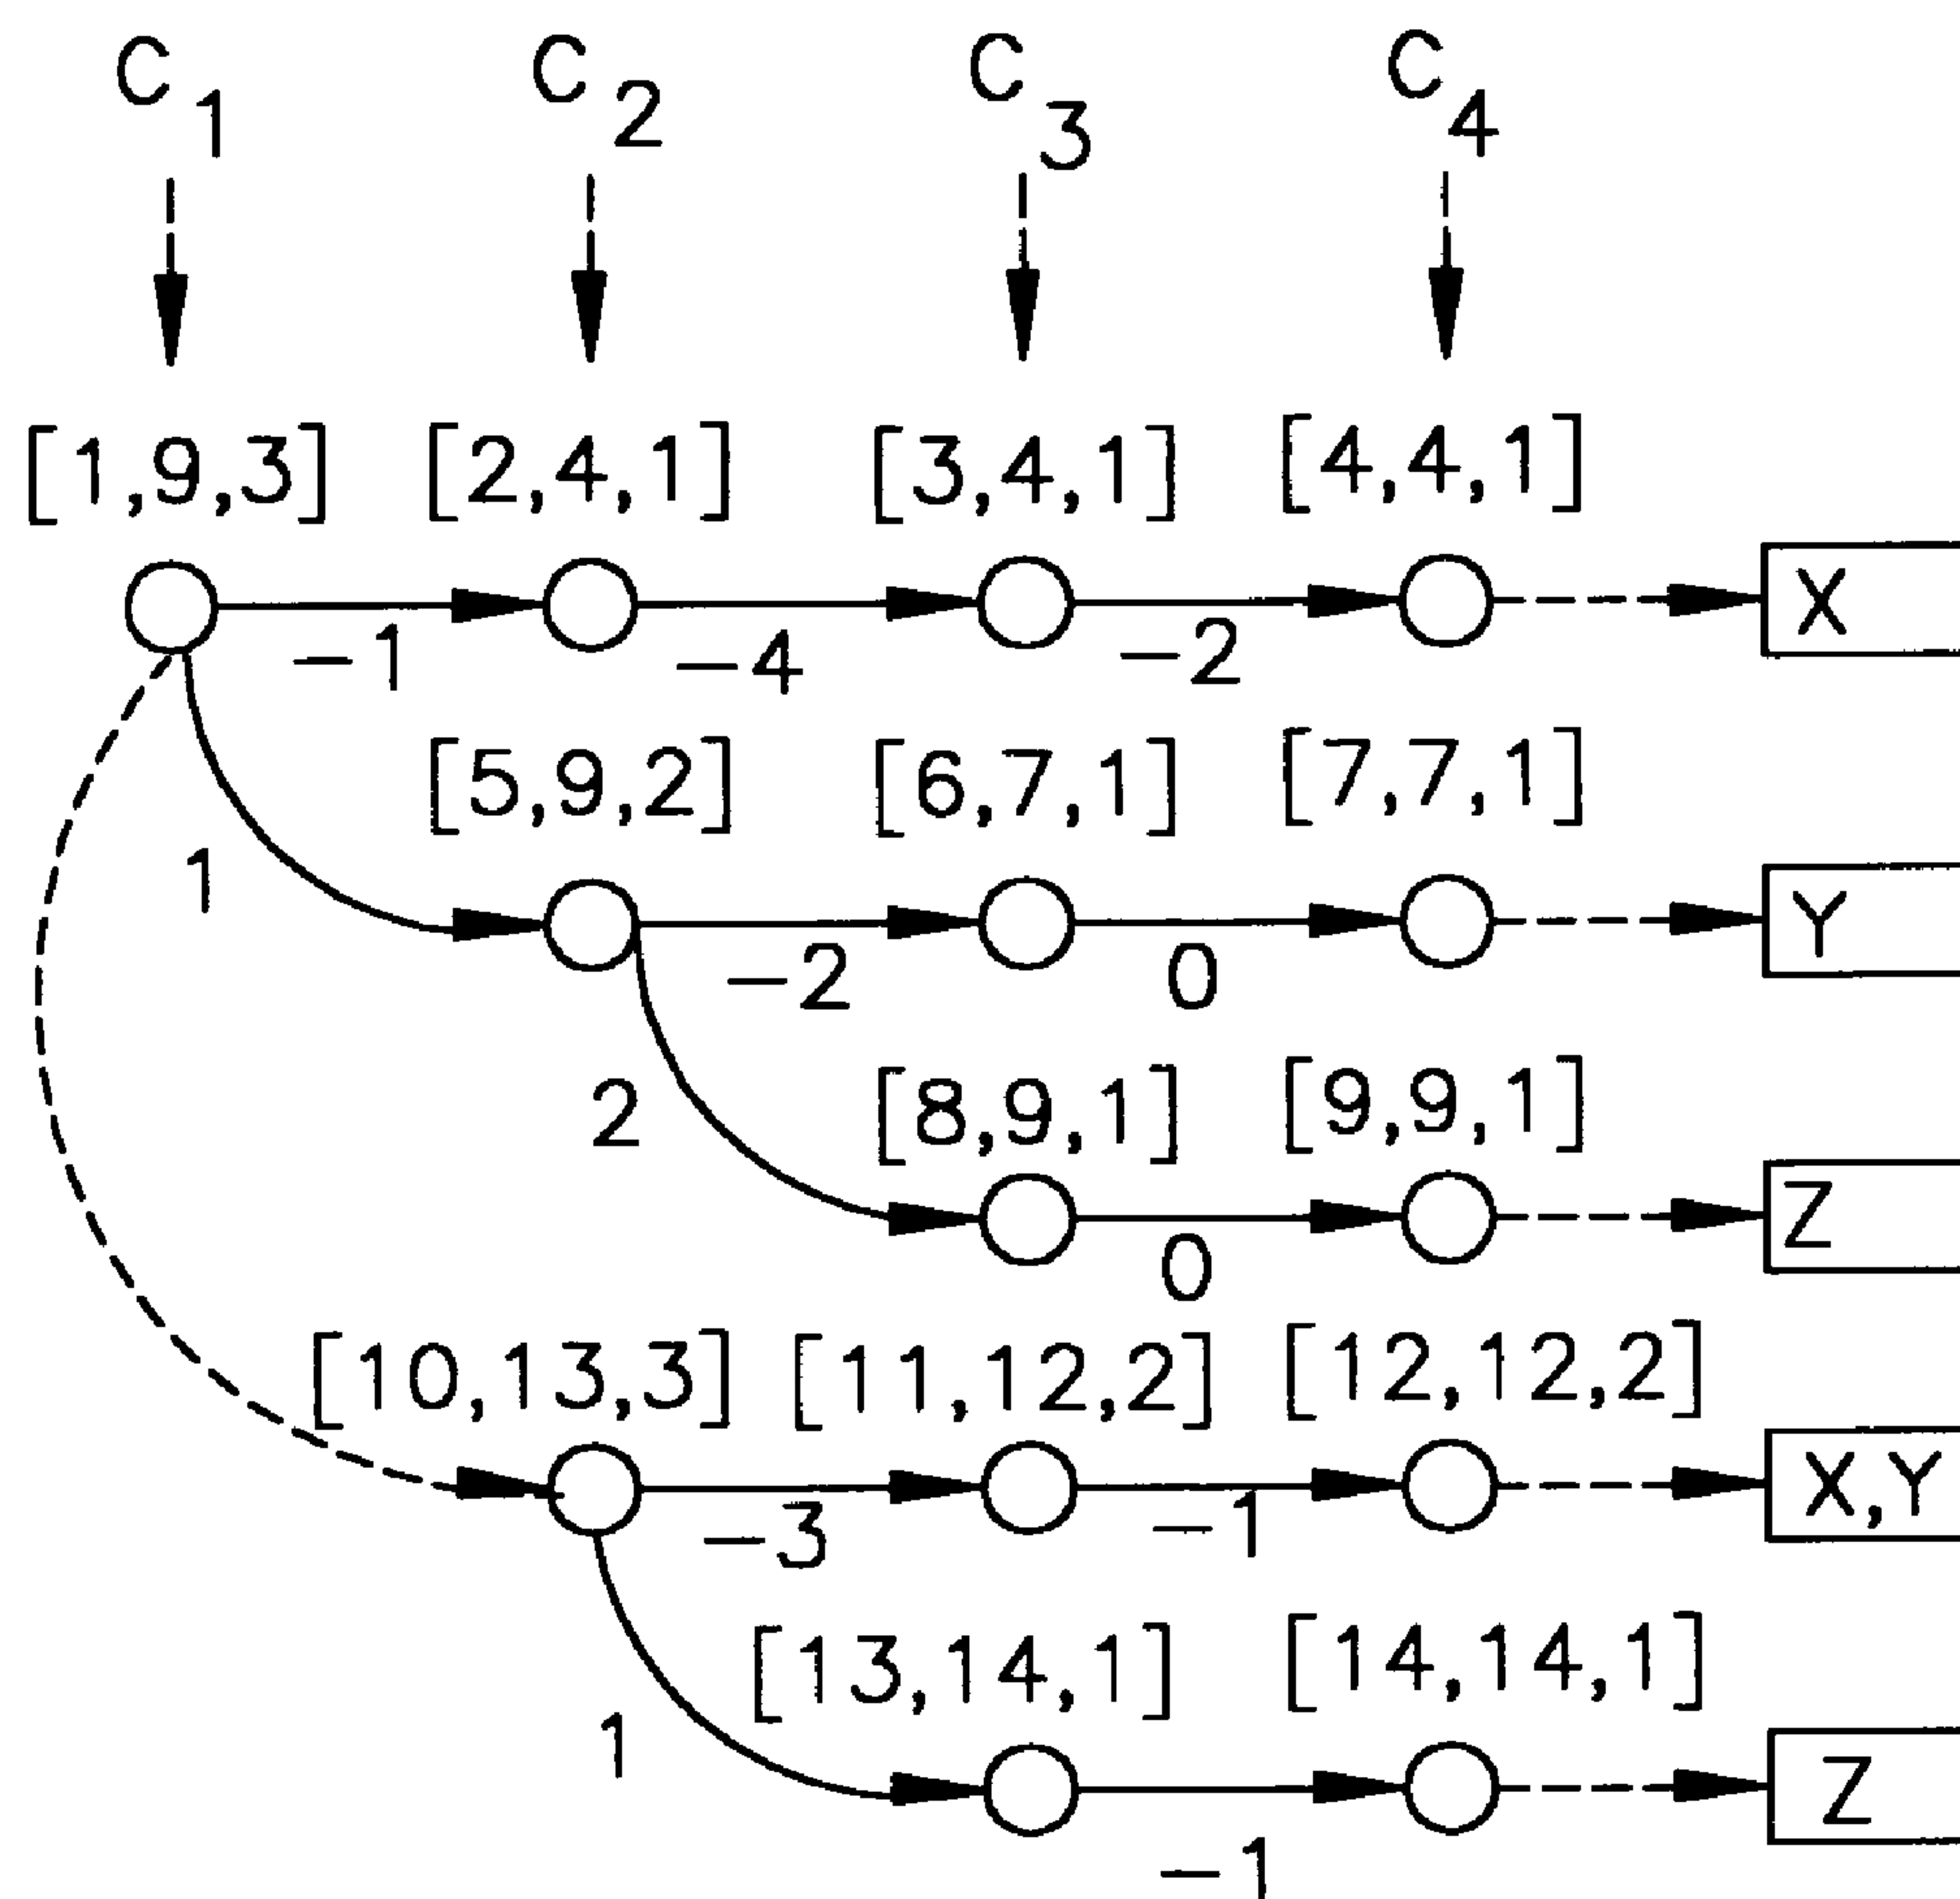 C1 C2 C3 C4
[1,9,3] [2,4,1] [3,4,1] [4,4,1]
X
-1 -4 -2
[5,9,2] [6,7,1] [7,7,1]
1
Y
-2 0
2 [8,9,1] [9,9,1]
Z
0
[10,13,3] [11,12,2] [12,12,2]
X,Y
-3 -1
[13,14,1] [14,14,1]
1
Z
-1